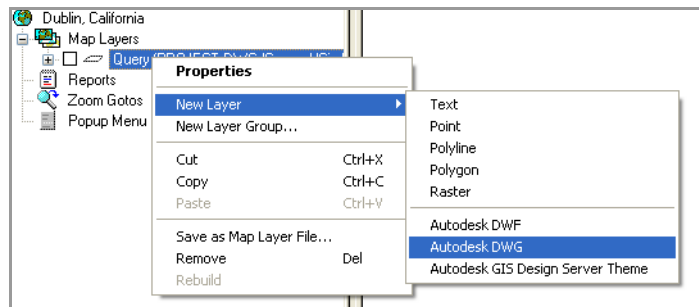 Dublin, California
Map Layers
Query
Reports
Zoom Gotos
Popup Menu
Properties
New Layer
New Layer Group...
Cut Ctrl+X
Copy Ctrl+C
Paste Ctrl+V
Save as Map Layer File...
Remove Del
Rebuild
Text
Point
Polyline
Polygon
Raster
Autodesk DWF
Autodesk DWG
Autodesk GIS Design Server Theme